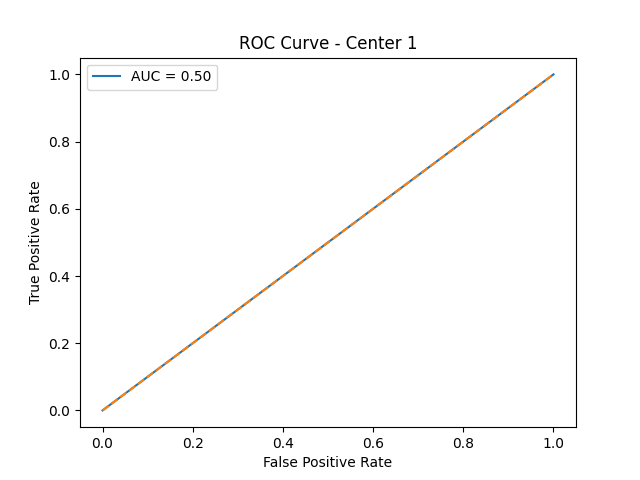 ROC Curve - Center 1
AUC = 0.50
True Positive Rate
1.0
0.8
0.6
0.4
0.2
0.0
0.0 0.2 0.4 0.6 0.8 1.0
False Positive Rate